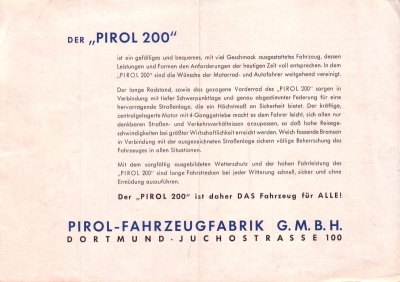 DER „PIROL 200"
ist ein gefälliges und bequemes, mit viel Geschmack ausgestattetes Fahrzeug, dessen
Leistungen und Formen den Anforderungen der heutigen Zeit voll entsprechen. In dem
„PIROL 200" sind die Wünsche der Motorrad- und Autofahrer weitgehend vereinigt.
Der lange Radstand, sowie das gezogene Vorderrad des „PIROL 200" sorgen in
Verbindung mit tiefer Schwerpunktlage und genau abgestimmter Federung für eine
hervorragende Straßenlage, die ein Höchstmaß an Sicherheit bietet. Der kräftige,
zentralgelagerte Motor mit 4-Ganggetriebe macht es dem Fahrer leicht, sich allen nur
denkbaren Straßen- und Verkehrsverhältnissen anzupassen, so daß hohe Reisege-
schwindigkeiten bei größter Wirtschaftlichkeit erreicht werden. Weich fassende Bremsen
in Verbindung mit der ausgezeichneten Straßenlage sichern völlige Beherrschung des
Fahrzeuges in allen Situationen.
Mit dem sorgfältig ausgebildeten Wetterschutz und der hohen Fahrleistung des
„PIROL 200" sind lange Fahrstrecken bei jeder Witterung schnell, sicher und ohne
Ermüdung auszuführen.
Der „PIROL 200" ist daher DAS Fahrzeug für ALLE!
PIROL-FAHRZEUGFABRIK G.M.B.H.
DORTMUND · JUCHOSTRASSE 100